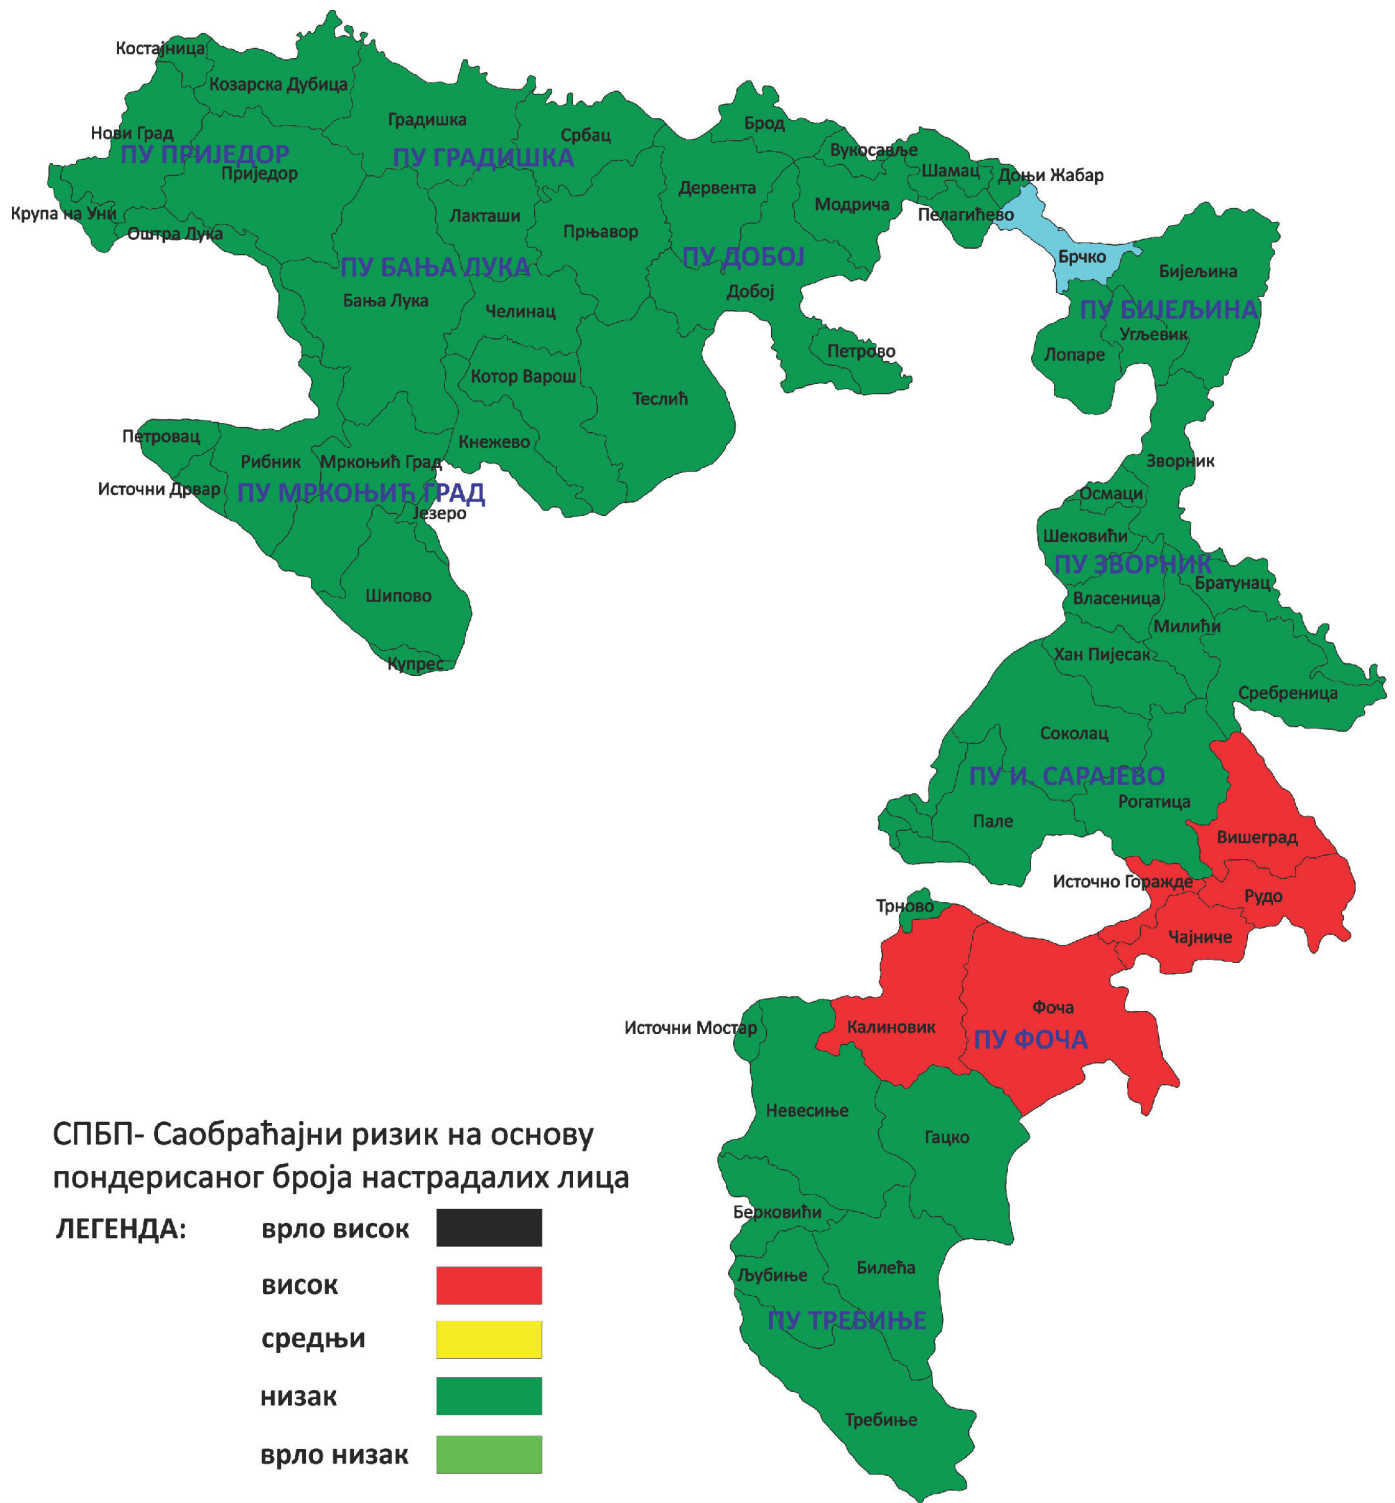 Костајница
Козарска Дубица
Градишка
Србац
Брод
Нови Град
ПУ ПРИЈЕДОР
ПУ ГРАДИШКА
Вукосавље
Приједор
Шамац
Доњи Жабар
Дервента
Модрича
Крупа на Уни
Лакташи
Пелагићево
Оштра Лука
Прњавор
ПУ ДОБОЈ
Брчко
ПУ БАЊА ЛУКА
Бијељина
Бања Лука
Добој
Челинац
ПУ БИЈЕЉИНА
Угљевик
Петрово
Лопаре
Котор Варош
Теслић
Петровац
Кнежево
Рибник
Мркоњић Град
Зворник
Источни Дрвар
ПУ МРКОЊИЋ ГРАД
Осмаци
Језеро
Шековићи
ПУ ЗВОРНИК
Братунац
Шипово
Власеница
Милићи
Хан Пијесак
Купрес
Сребреница
Соколац
ПУ И. САРАЈЕВО
Рогатица
Пале
Вишеград
Источно Горажде
Рудо
Трново
Чајниче
Фоча
Источни Мостар
Калиновик
ПУ ФОЧА
Невесиње
Гацко
Берковићи
Билећа
Љубиње
ПУ ТРЕБИЊЕ
Требиње
СПБП- Саобраћајни ризик на основу
пондерисаног броја настрадалих лица
ЛЕГЕНДА: врло висок
висок
средњи
низак
врло низак